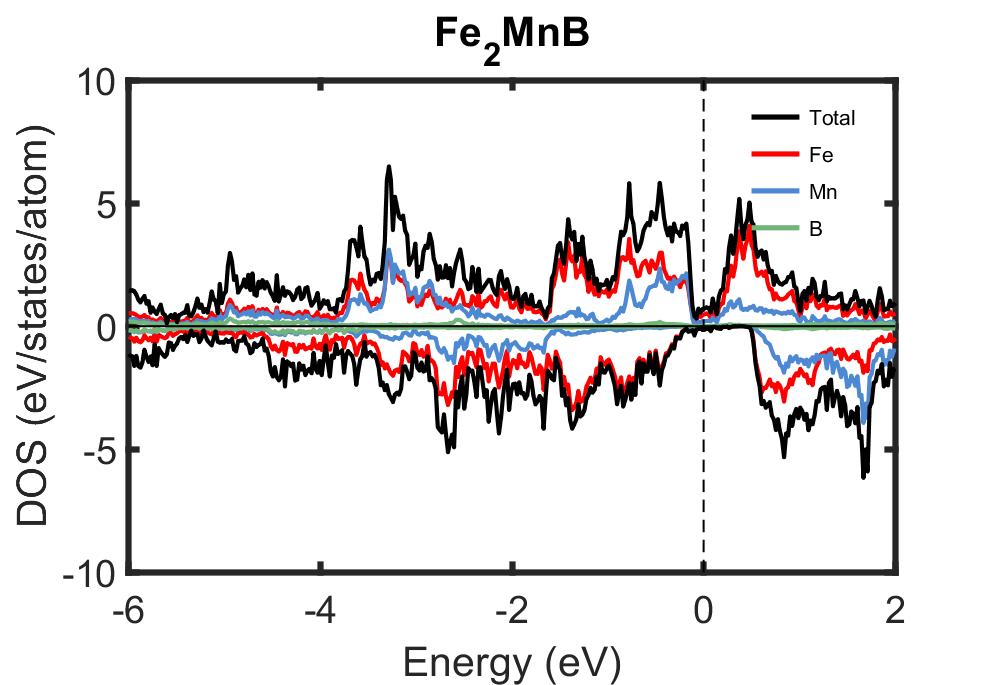 Fe₂MnB
DOS (eV/states/atom)
10
5
0
-5
-10
Total
Fe
Mn
B
-6 -4 -2 0 2
Energy (eV)